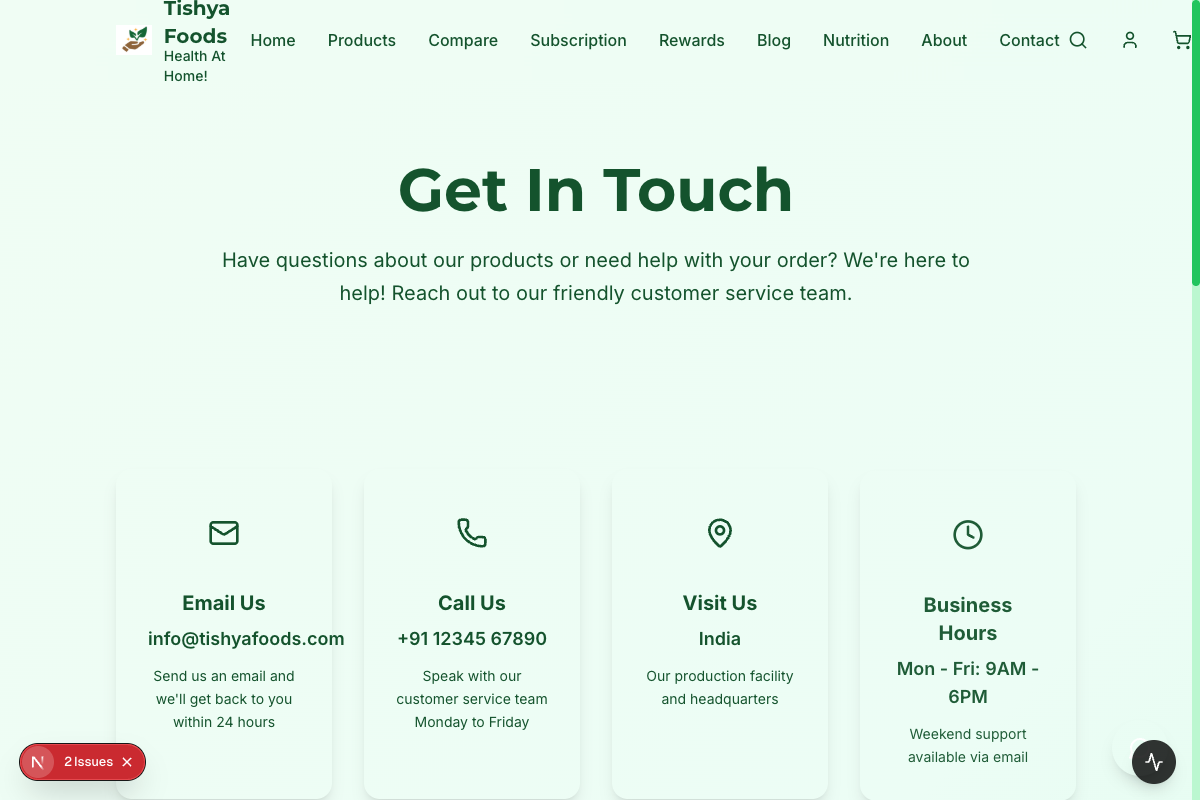 Tishya
Foods
Health At
Home!
Home
Products
Compare
Subscription
Rewards
Blog
Nutrition
About
Contact
Get In Touch
Have questions about our products or need help with your order? We're here to
help! Reach out to our friendly customer service team.
Email Us
info@tishyafoods.com
Send us an email and
we'll get back to you
within 24 hours
Call Us
+91 12345 67890
Speak with our
customer service team
Monday to Friday
Visit Us
India
Our production facility
and headquarters
Business
Hours
Mon - Fri: 9AM -
6PM
Weekend support
available via email
N
2 Issues